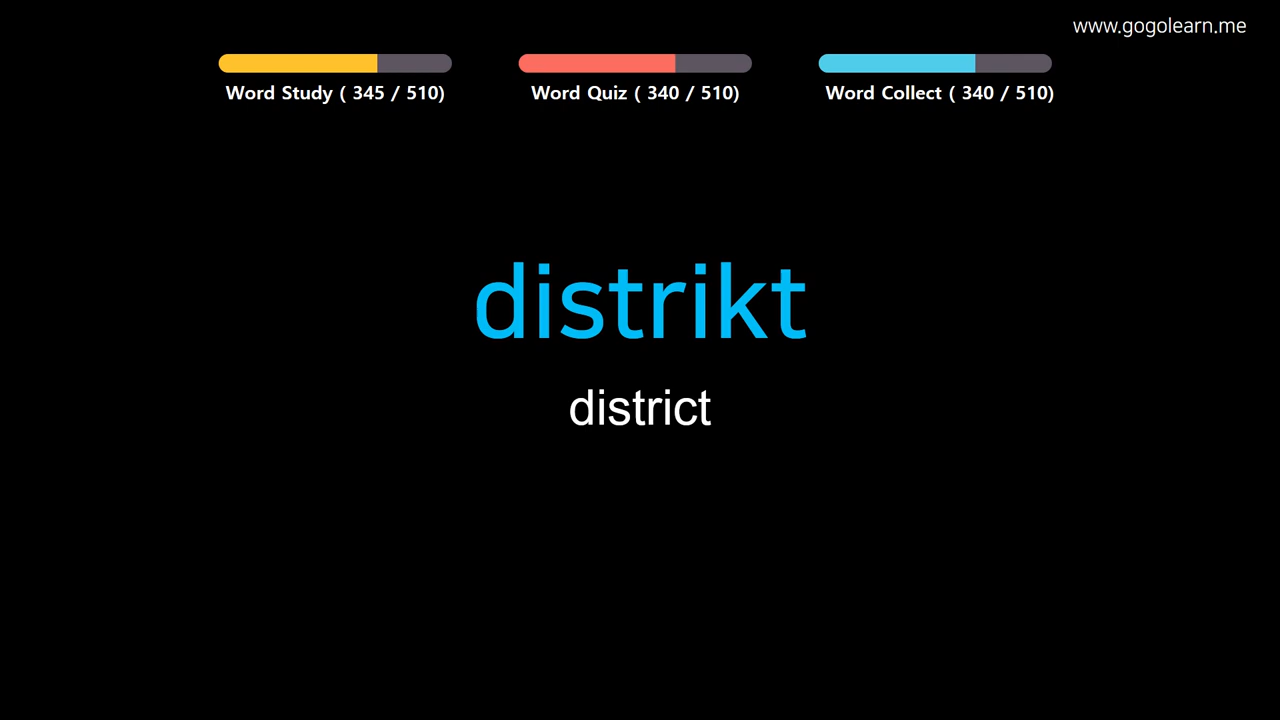 www.gogolearn.me
Word Study ( 345 / 510)
Word Quiz ( 340 / 510)
Word Collect ( 340 / 510)
distrikt
district